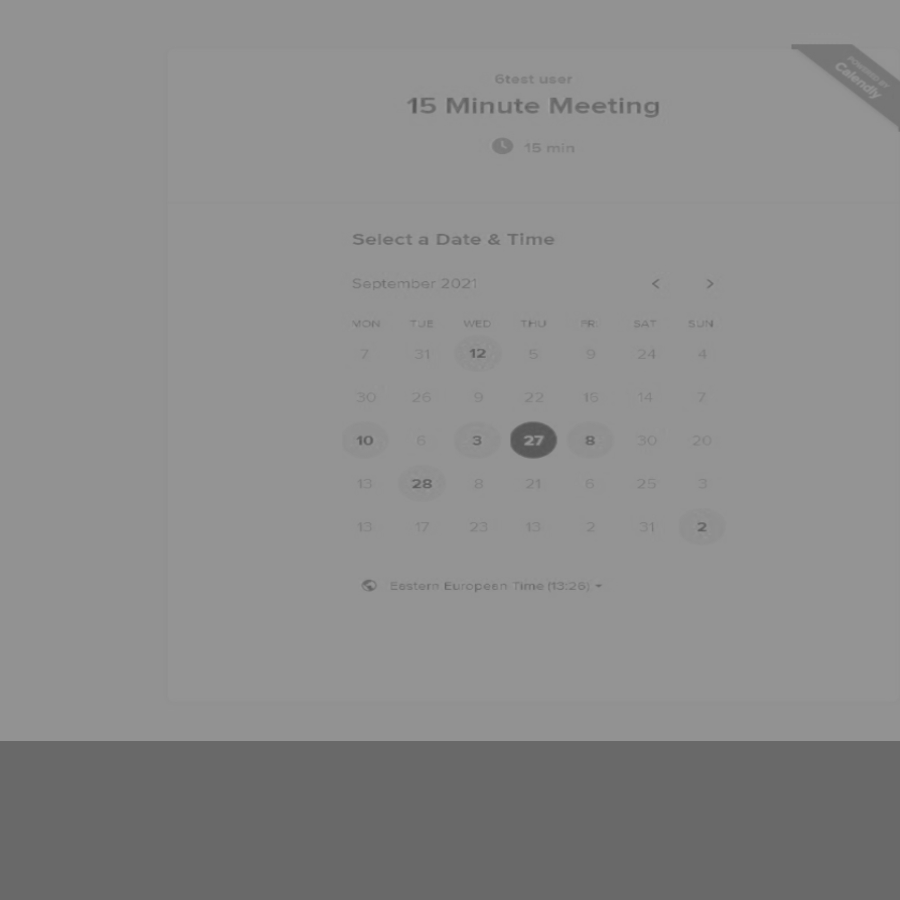 POWERED BY
Calendly
6test user
15 Minute Meeting
15 min
Select a Date & Time
September 2021
MON TUE WED THU FRI SAT SUN
7 31 12 6 9 24 4
30 26 9 22 16 14 7
10 6 3 27 8 30 20
13 28 8 21 6 25 3
13 17 23 13 2 31 2
Eastern European Time (13:26)